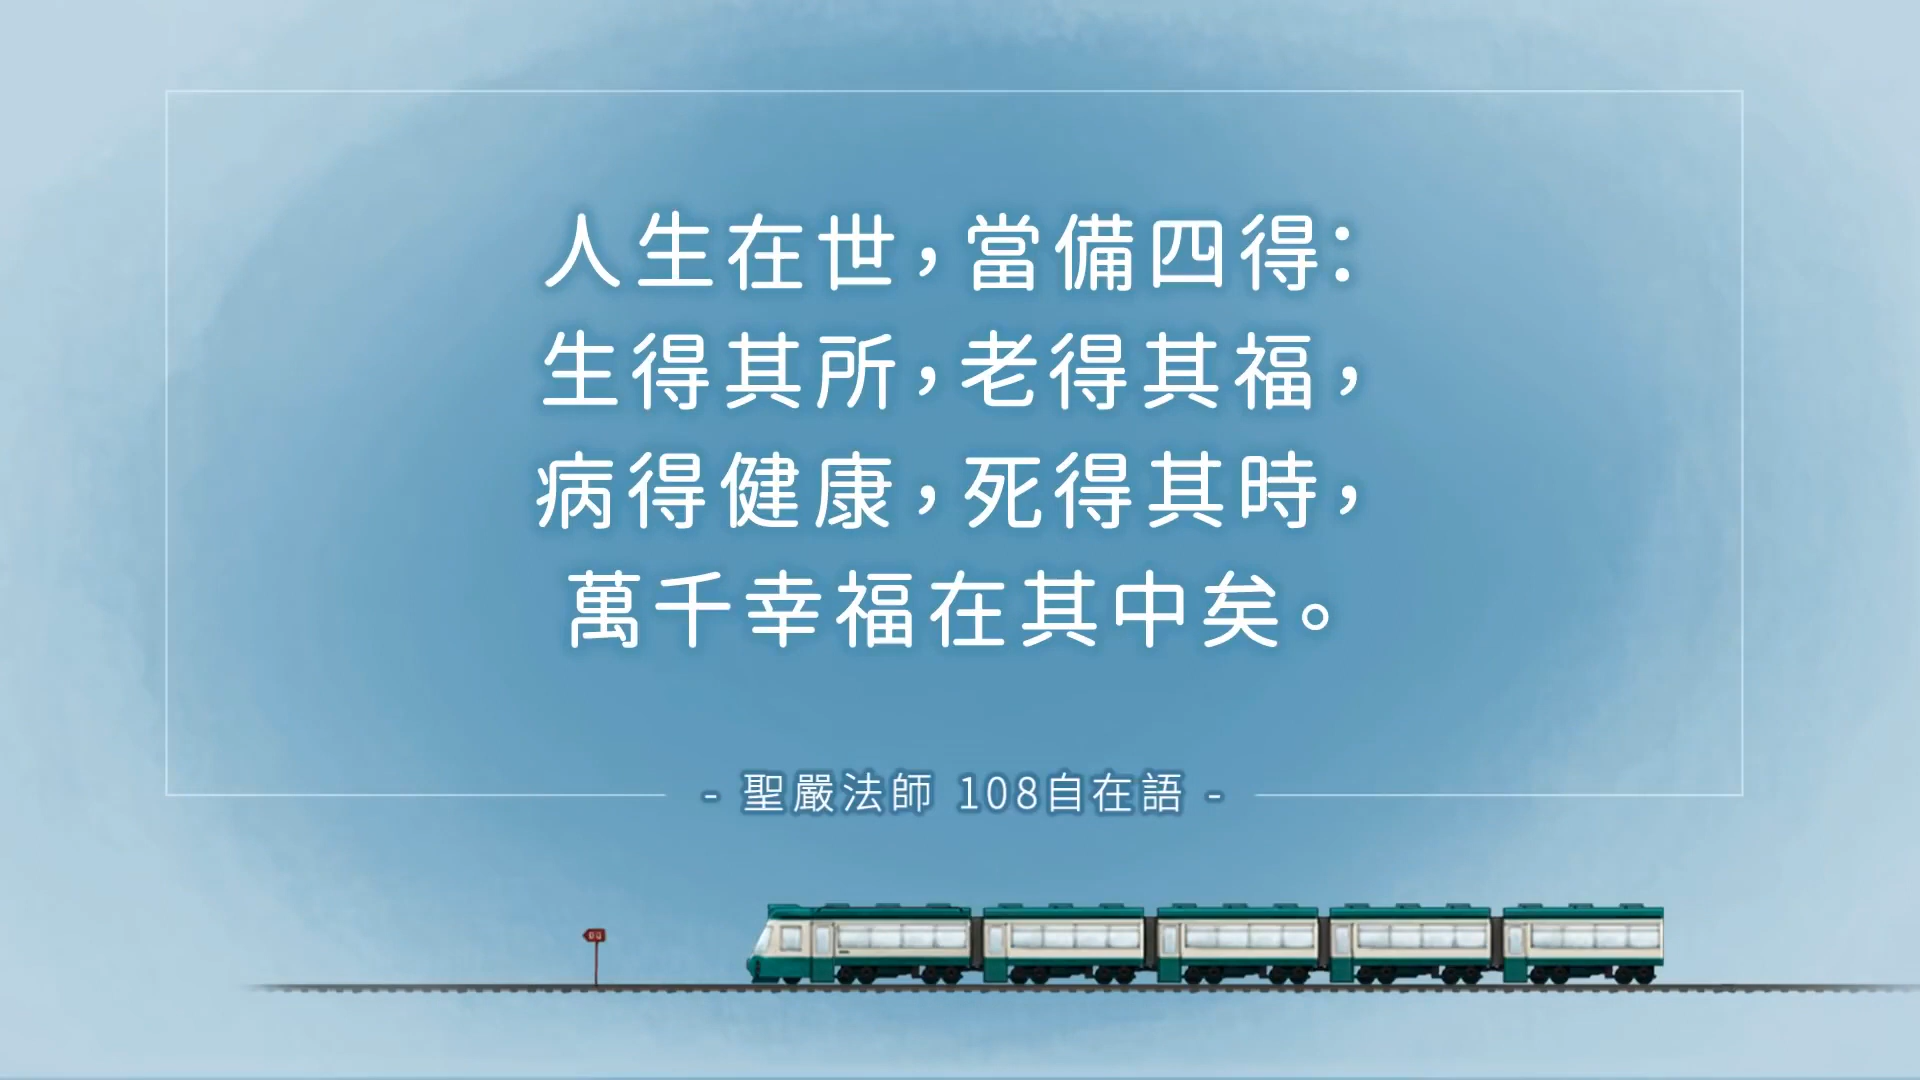 人生在世，當備四得：
生得其所，老得其福，
病得健康，死得其時，
萬千幸福在其中矣。
- 聖嚴法師 108自在語 -